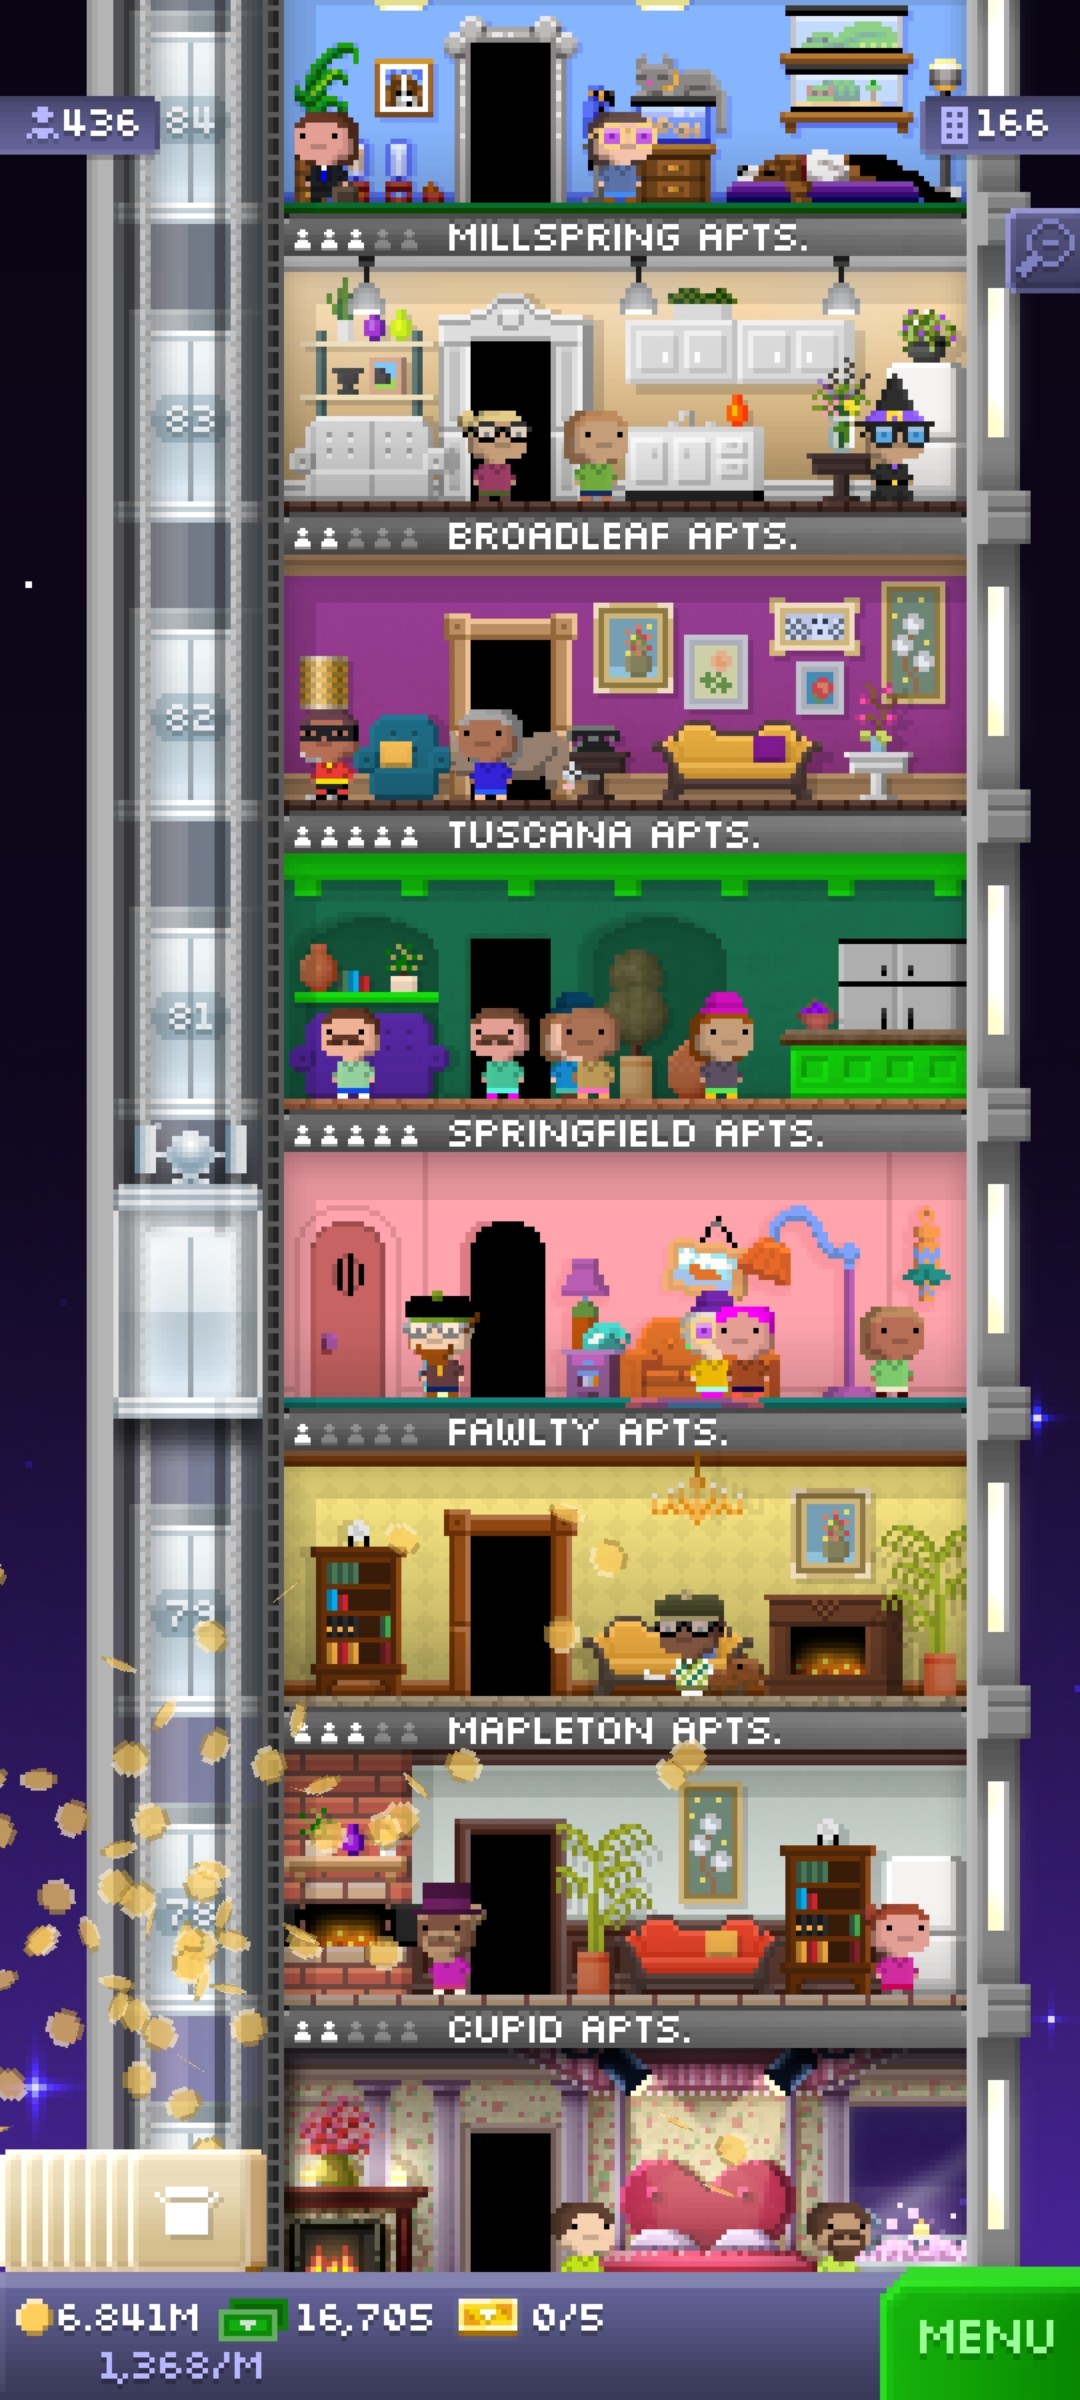 84
436
166
MILLSPRING APTS.
83
BROADLEAF APTS.
82
TUSCANA APTS.
81
SPRINGFIELD APTS.
FAWLTY APTS.
79
MAPLETON APTS.
78
CUPID APTS.
6.841M 16,705 0/5
1,368/M
MENU